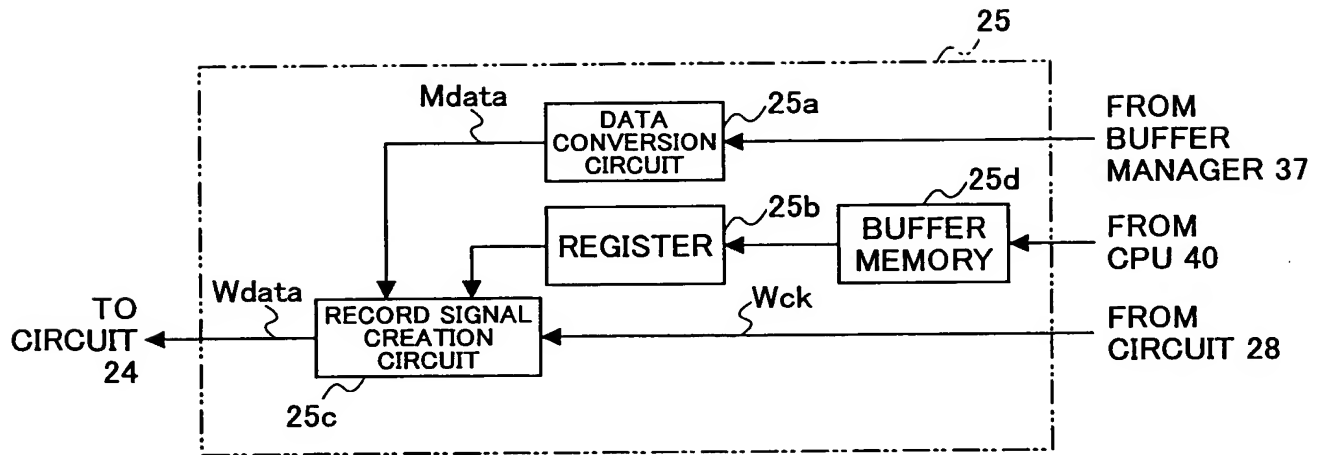 25
Mdata
25a
DATA
CONVERSION
CIRCUIT
FROM
BUFFER
MANAGER 37
25d
25b
REGISTER
BUFFER
MEMORY
FROM
CPU 40
TO
CIRCUIT
24
Wdata
RECORD SIGNAL
CREATION
CIRCUIT
Wck
FROM
CIRCUIT 28
25c